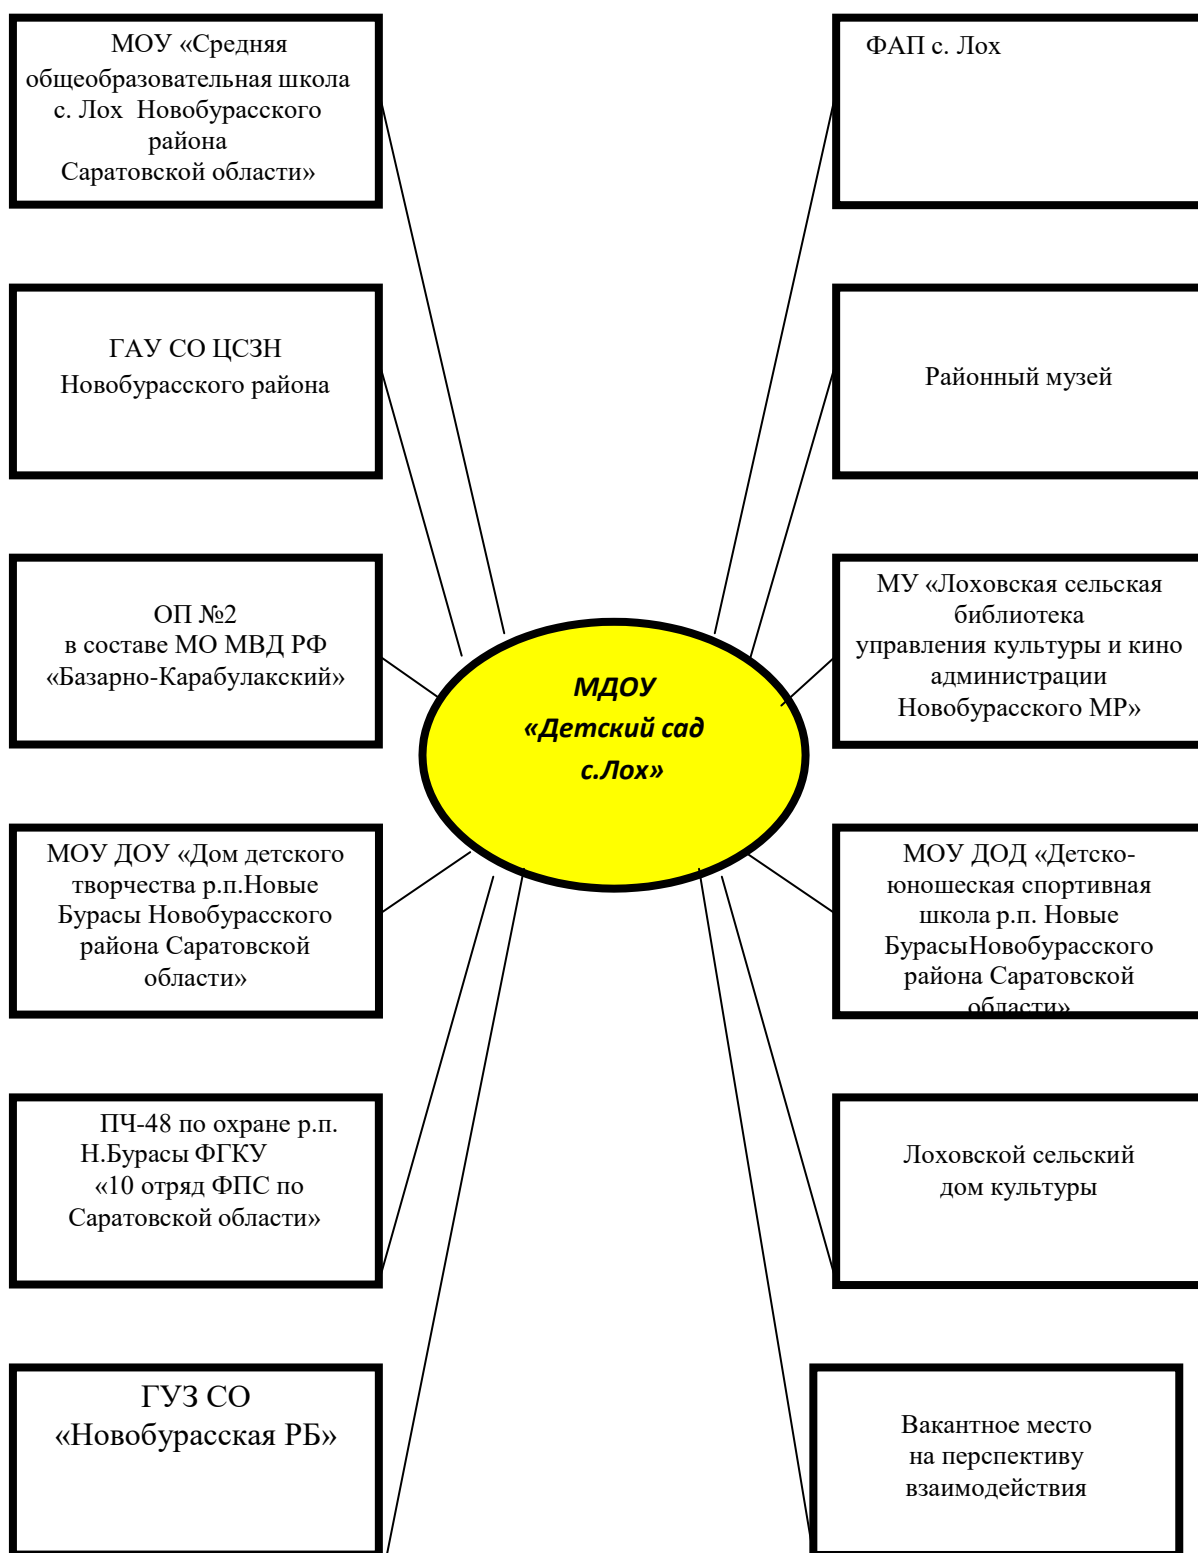 МОУ «Средняя
общеобразовательная школа
с. Лох Новобурасского
района
Саратовской области»
ФАП с. Лох
ГАУ СО ЦСЗН
Новобурасского района
Районный музей
ОП №2
в составе МО МВД РФ
«Базарно-Карабулакский»
МУ «Лоховская сельская
библиотека
управления культуры и кино
администрации
Новобурасского МР»
МДОУ
«Детский сад
с.Лох»
МОУ ДОУ «Дом детского
творчества р.п.Новые
Бурасы Новобурасского
района Саратовской
области»
МОУ ДОД «Детско-
юношеская спортивная
школа р.п. Новые
БурасыНовобурасского
района Саратовской
области»
ПЧ-48 по охране р.п.
Н.Бурасы ФГКУ
«10 отряд ФПС по
Саратовской области»
Лоховской сельский
дом культуры
ГУЗ СО
«Новобурасская РБ»
Вакантное место
на перспективу
взаимодействия